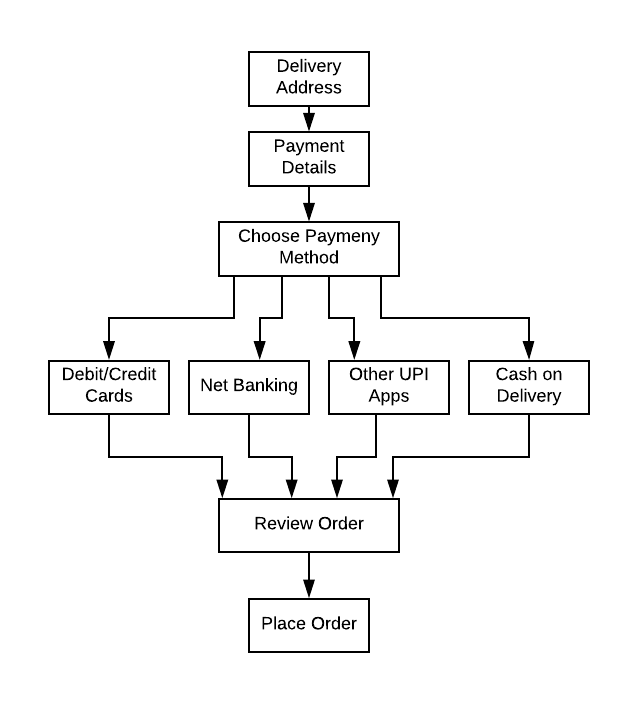 Delivery
Address
Payment
Details
Choose Paymeny
Method
Debit/Credit
Cards
Net Banking
Other UPI
Apps
Cash on
Delivery
Review Order
Place Order